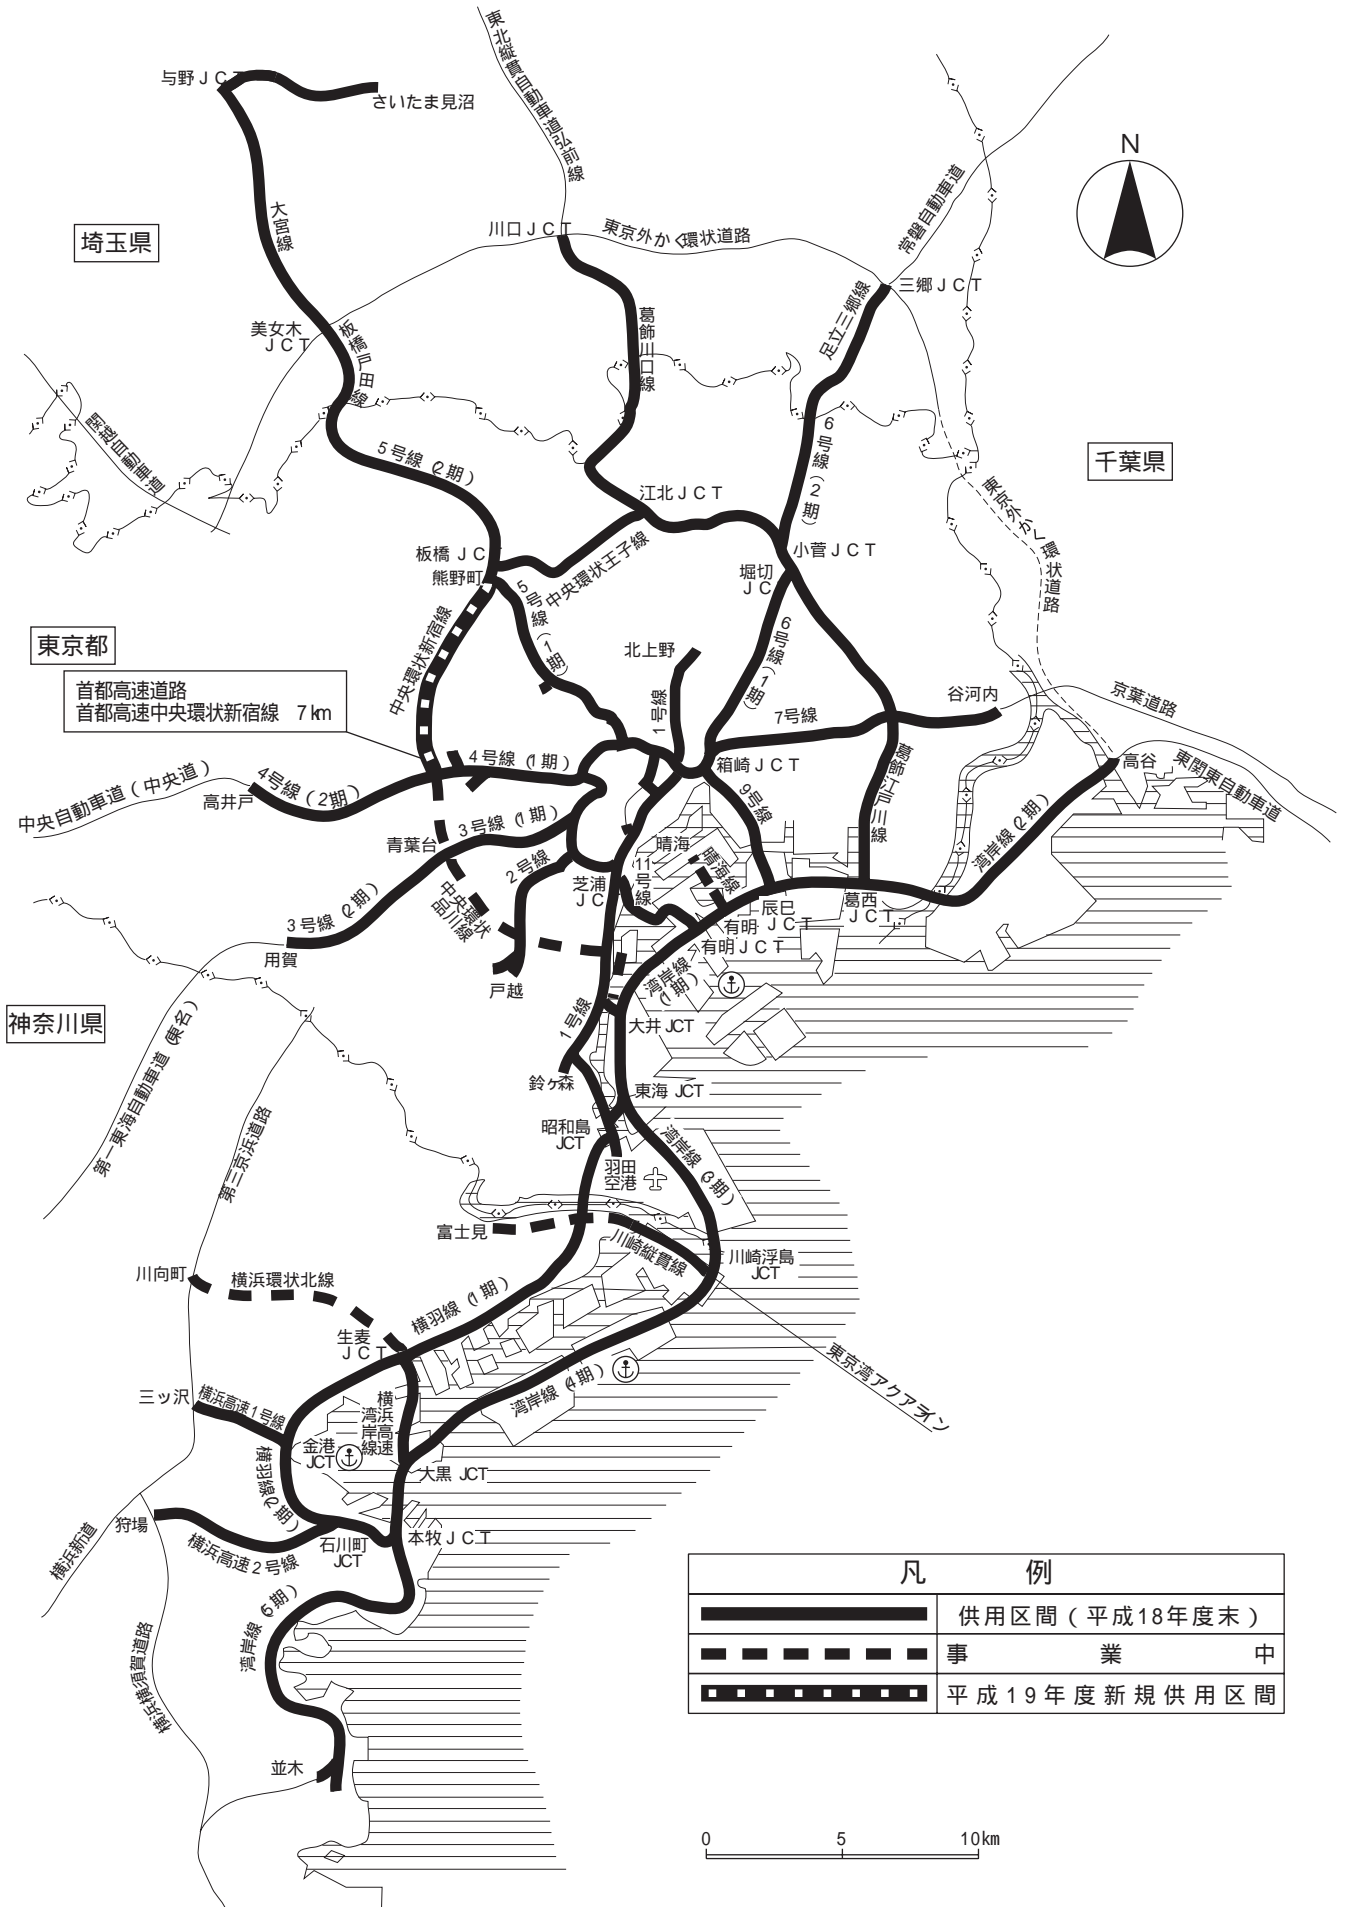 東北縦貫自動車道弘前線
与野ＪＣＴ
さいたま見沼
N
大宮線
埼玉県
川口ＪＣＴ
東京外かく環状道路
常磐自動車道
三郷ＪＣＴ
足立三郷線
葛飾川口線
美女木
ＪＣＴ
板橋戸田線
関越自動車道
5号線(2期)
6号線(2期)
千葉県
江北ＪＣＴ
東京外かく環状道路
板橋ＪＣ
熊野町
中央環状王子線
小菅ＪＣＴ
堀切
ＪＣ
5号線(1期)
中央環状新宿線
北上野
1号線
6号線(1期)
東京都
首都高速道路
首都高速中央環状新宿線 7km
谷河内
京葉道路
7号線
箱崎ＪＣＴ
葛飾江戸川線
高谷
東関東自動車道
4号線(1期)
4号線(2期)
高井戸
中央自動車道(中央道)
9号線
3号線(1期)
青葉台
湾岸線(2期)
晴海
晴海線
11号線
2号線
芝浦
ＪＣ
中央環状
品川線
3号線(2期)
用賀
辰巳
ＪＣＴ
葛西
ＪＣＴ
有明
有明ＪＣＴ
戸越
湾岸線
(1期)
神奈川県
1号線
大井JCT
第一東海自動車道(東名)
鈴ヶ森
東海JCT
昭和島
JCT
第三京浜道路
羽田
空港
湾岸線(3期)
富士見
川崎縦貫線
川崎浮島
JCT
川向町
横浜環状北線
横羽線(1期)
生麦
ＪＣＴ
東京湾アクアライン
三ッ沢
横浜高速1号線
横浜高速
湾岸線
湾岸線(4期)
金港
JCT
横羽線(2期)
大黒JCT
狩場
横浜新道
横浜高速2号線
石川町
JCT
本牧ＪＣＴ
湾岸線(5期)
横浜横須賀道路
並木
凡例
供用区間(平成18年度末)
事業中
平成19年度新規供用区間
0 5 10km